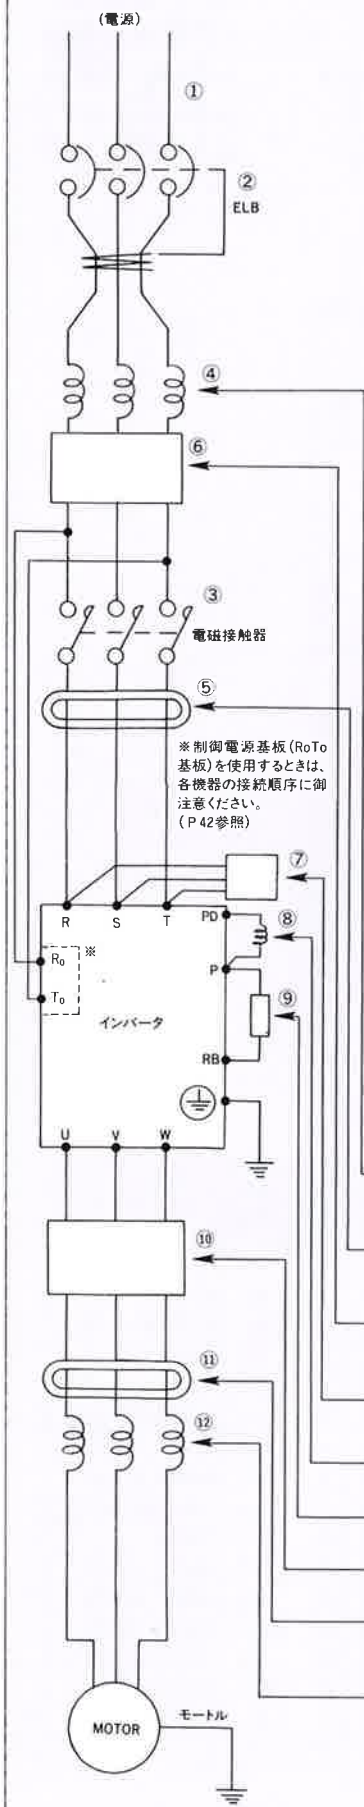 (電源)
①
②
ELB
④
⑥
③
電磁接触器
⑤
※制御電源基板(RoTo
基板)を使用するときは、
各機器の接続順序に御
注意ください。
(P42参照)
⑦
R S T PD
⑧
R₀ ※
P
⑨
T₀
インバータ
RB
U V W
⑩
⑪
⑫
MOTOR
モートル